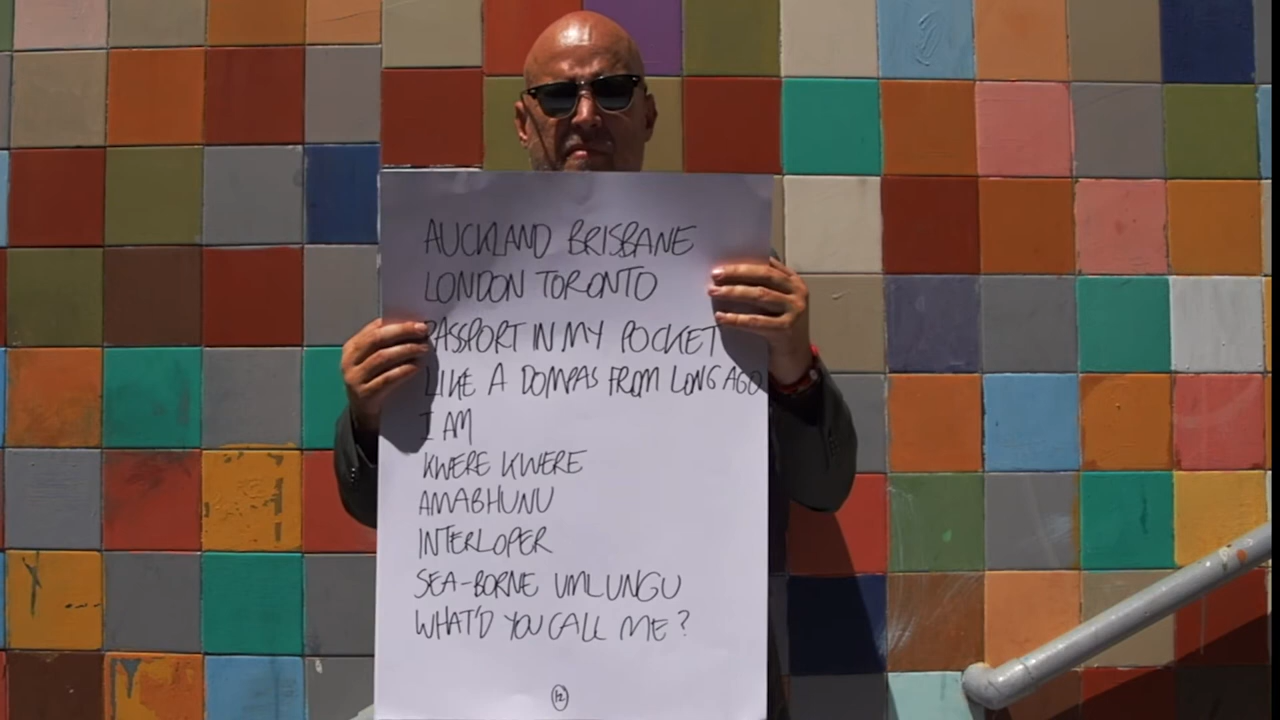 AUCKLAND BRISBANE
LONDON TORONTO
PASSPORT IN MY POCKET
LIKE A DOMPAS FROM LONG AGO
I AM
KWERE KWERE
AMABHUNU
INTERLOPER
SEA-BORNE UMLUNGU
WHAT'D YOU CALL ME?
12